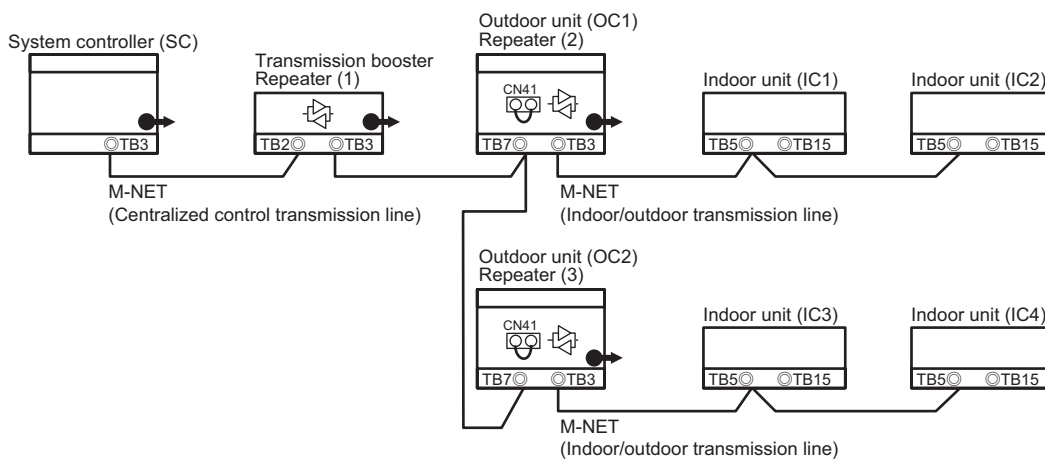 System controller (SC)
TB3
M-NET
(Centralized control transmission line)
Transmission booster
Repeater (1)
TB2 TB3
Outdoor unit (OC1)
Repeater (2)
CN41
TB7 TB3
M-NET
(Indoor/outdoor transmission line)
Indoor unit (IC1)
TB5 TB15
Indoor unit (IC2)
TB5 TB15
Outdoor unit (OC2)
Repeater (3)
CN41
TB7 TB3
M-NET
(Indoor/outdoor transmission line)
Indoor unit (IC3)
TB5 TB15
Indoor unit (IC4)
TB5 TB15